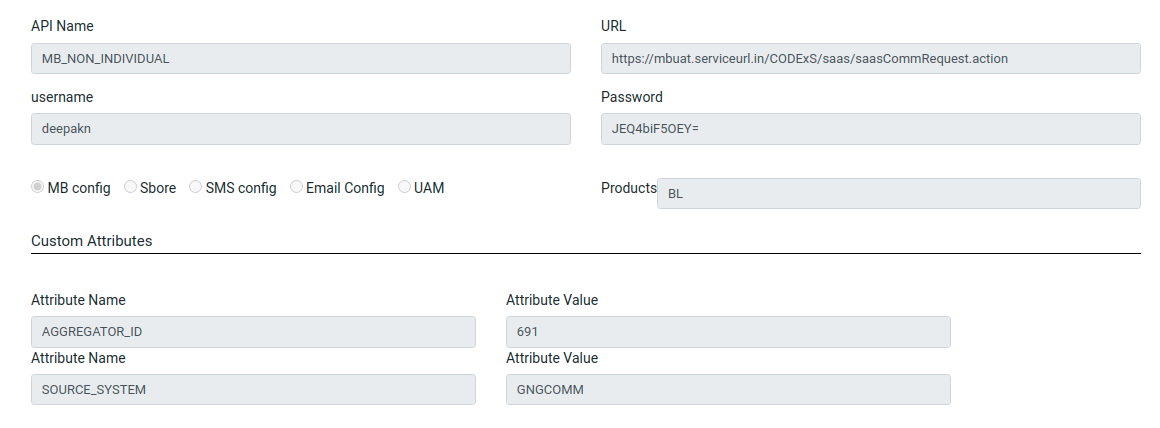 API Name
URL
MB_NON_INDIVIDUAL
https://mbuat.serviceurl.in/CODExS/saas/saasCommRequest.action
username
Password
deepakn
JEQ4biF5OEY=
MB config Sbore SMS config Email Config UAM
Products BL
Custom Attributes
Attribute Name
Attribute Value
AGGREGATOR_ID
691
Attribute Name
Attribute Value
SOURCE_SYSTEM
GNGCOMM